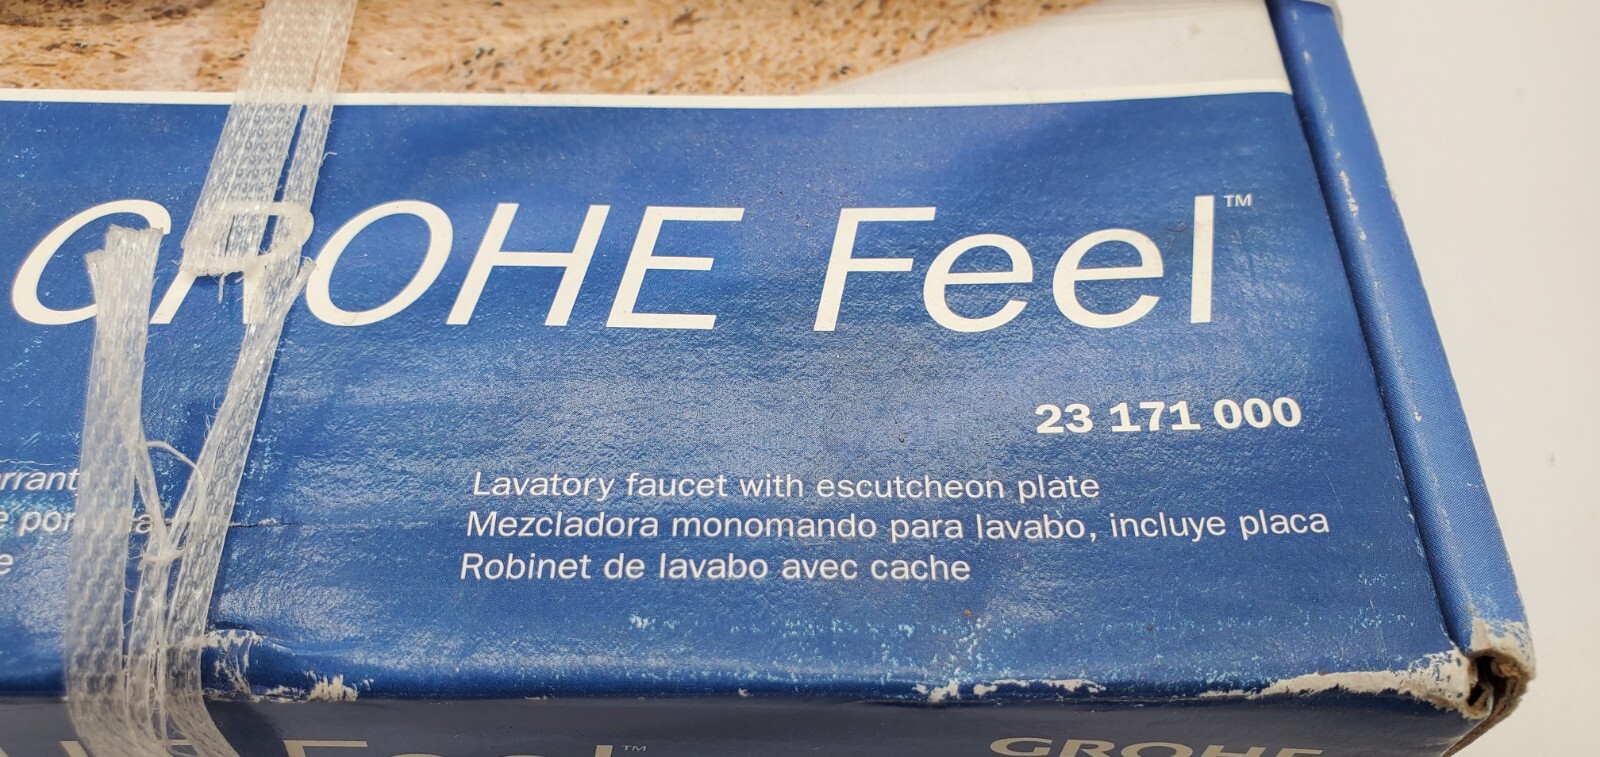 GROHE Feel™
23 171 000
Lavatory faucet with escutcheon plate
Mezcladora monomando para lavabo, incluye placa
Robinet de lavabo avec cache
Feel™
GROHE